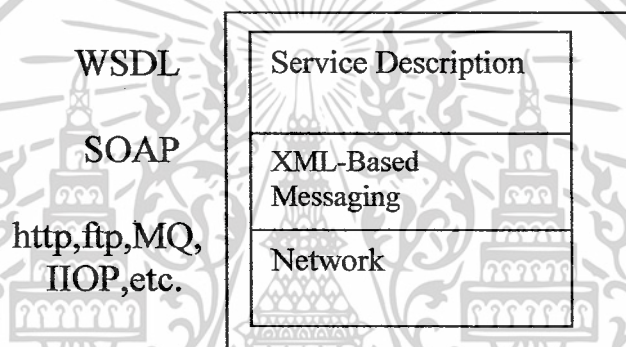 WSDL
Service Description
SOAP
XML-Based
Messaging
http,ftp,MQ,
IIOP,etc.
Network